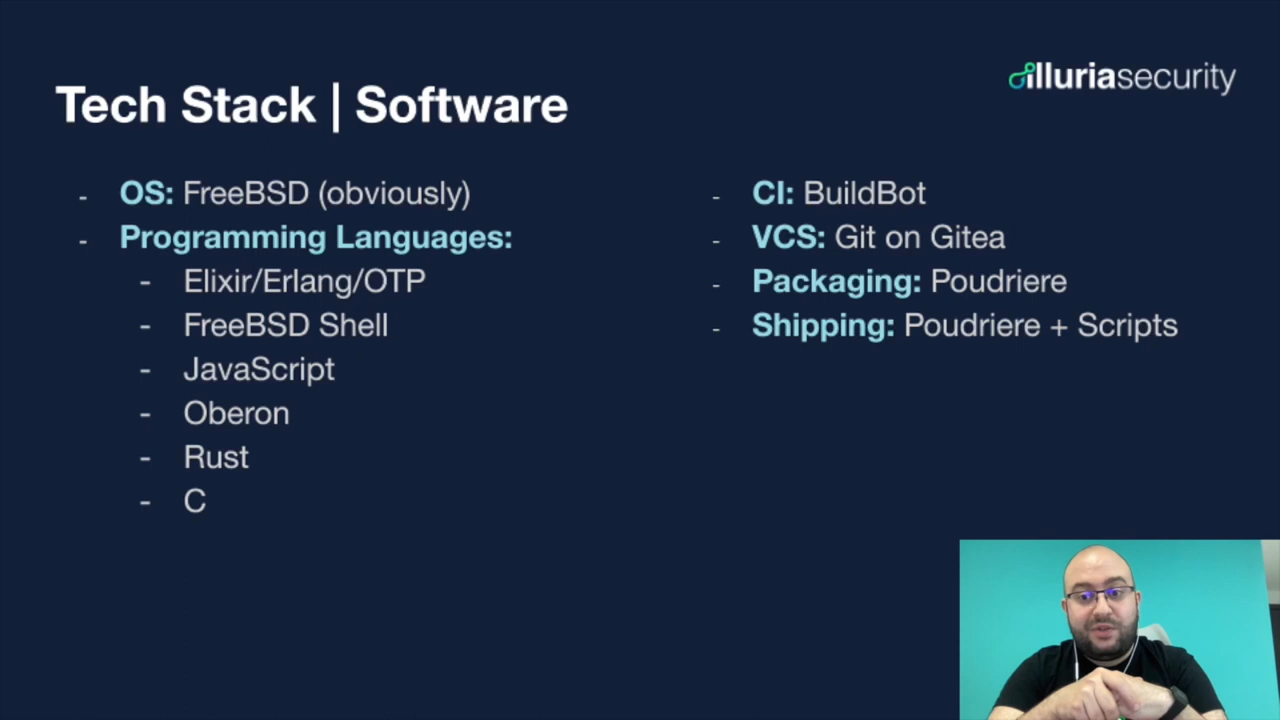 illuriasecurity
Tech Stack | Software
- OS: FreeBSD (obviously)
- Programming Languages:
- Elixir/Erlang/OTP
- FreeBSD Shell
- JavaScript
- Oberon
- Rust
- C
- CI: BuildBot
- VCS: Git on Gitea
- Packaging: Poudriere
- Shipping: Poudriere + Scripts